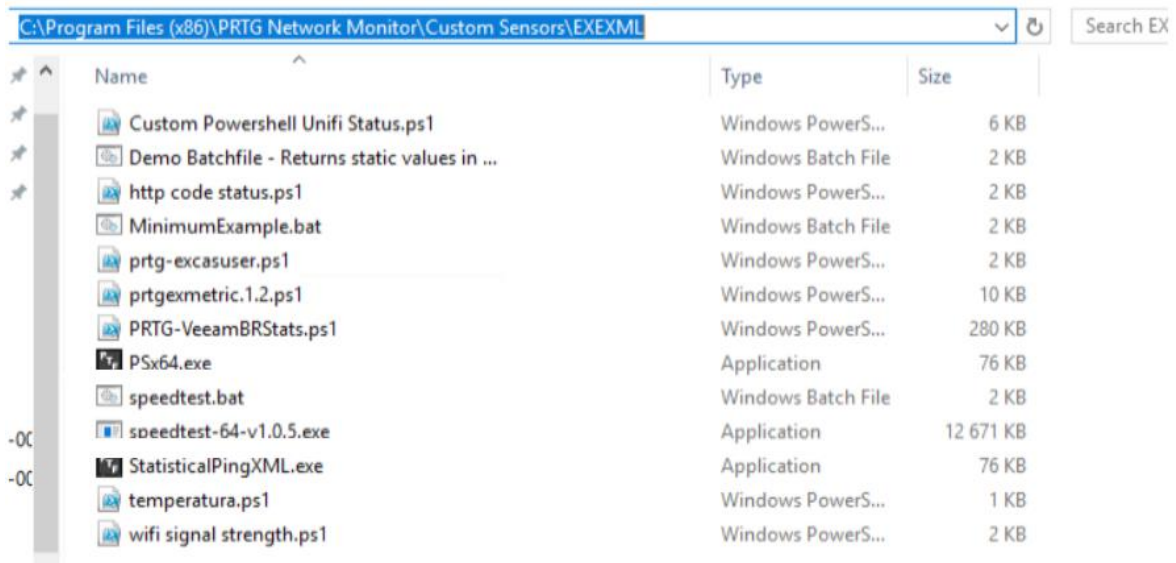 C:\Program Files (x86)\PRTG Network Monitor\Custom Sensors\EXEXML Search EX
Name Type Size
Custom Powershell Unifi Status.ps1 Windows PowerS... 6 KB
Demo Batchfile - Returns static values in ... Windows Batch File 2 KB
http code status.ps1 Windows PowerS... 2 KB
MinimumExample.bat Windows Batch File 2 KB
prtg-excasuser.ps1 Windows PowerS... 2 KB
prtgexmetric.1.2.ps1 Windows PowerS... 10 KB
PRTG-VeeamBRStats.ps1 Windows PowerS... 280 KB
PSx64.exe Application 76 KB
speedtest.bat Windows Batch File 2 KB
-00 speedtest-64-v1.0.5.exe Application 12 671 KB
-00 StatisticalPingXML.exe Application 76 KB
temperatura.ps1 Windows PowerS... 1 KB
wifi signal strength.ps1 Windows PowerS... 2 KB